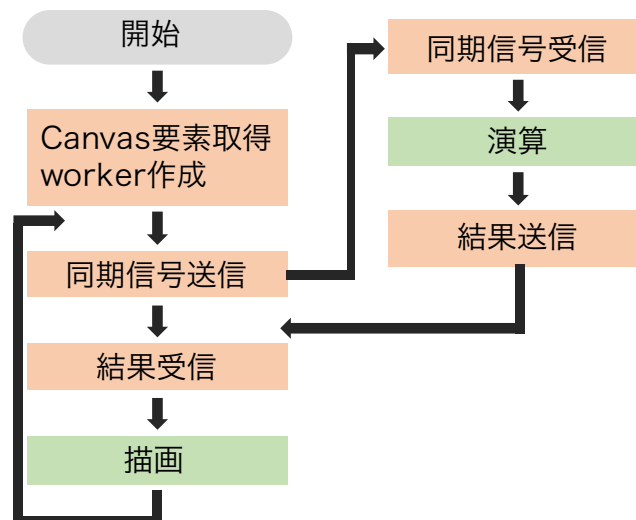 開始
Canvas要素取得
worker作成
同期信号送信
結果受信
描画
同期信号受信
演算
結果送信